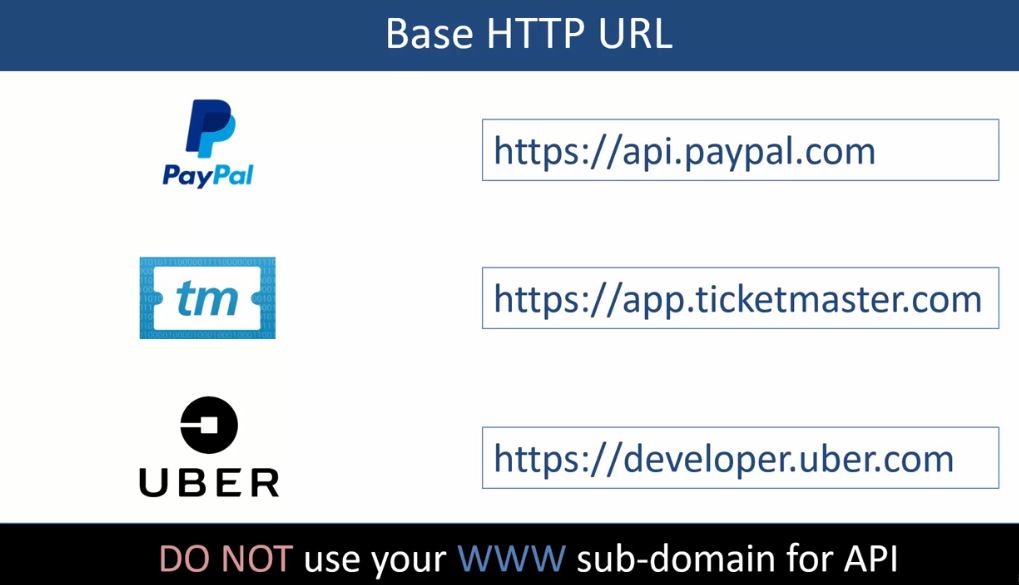 Base HTTP URL
PayPal
https://api.paypal.com
tm
https://app.ticketmaster.com
UBER
https://developer.uber.com
DO NOT use your WWW sub-domain for API